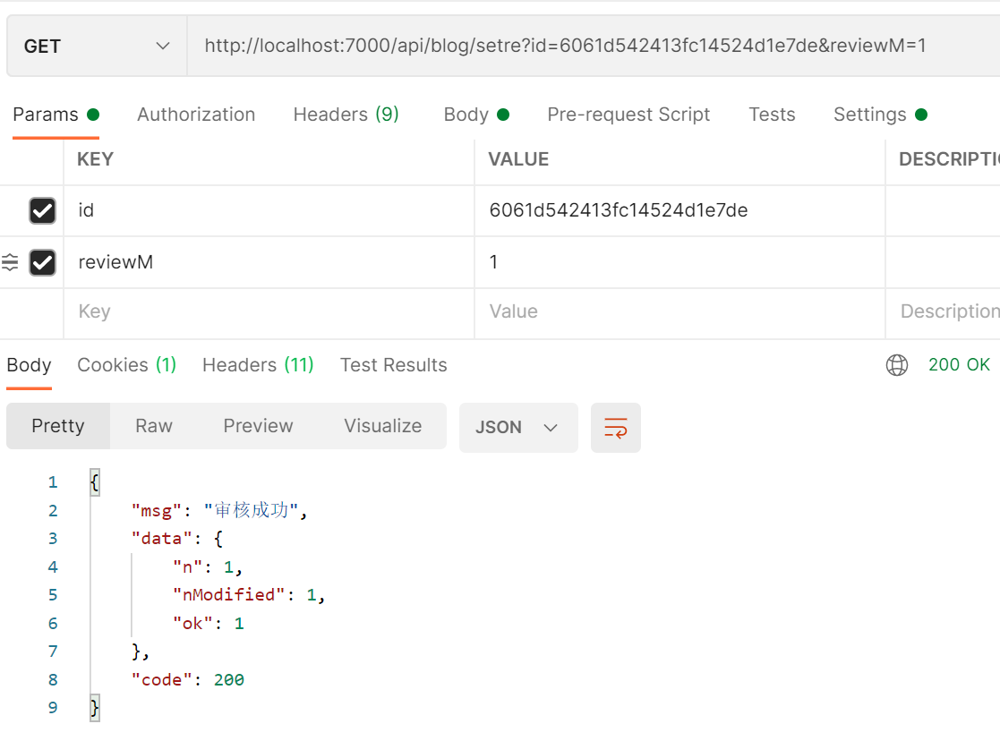 GET http://localhost:7000/api/blog/setre?id=6061d542413fc14524d1e7de&reviewM=1
Params Authorization Headers (9) Body Pre-request Script Tests Settings
KEY VALUE DESCRIPTIO
id 6061d542413fc14524d1e7de
reviewM 1
Key Value Description
Body Cookies (1) Headers (11) Test Results 200 OK
Pretty Raw Preview Visualize JSON
1 {
2 "msg": "审核成功",
3 "data": {
4 "n": 1,
5 "nModified": 1,
6 "ok": 1
7 },
8 "code": 200
9 }